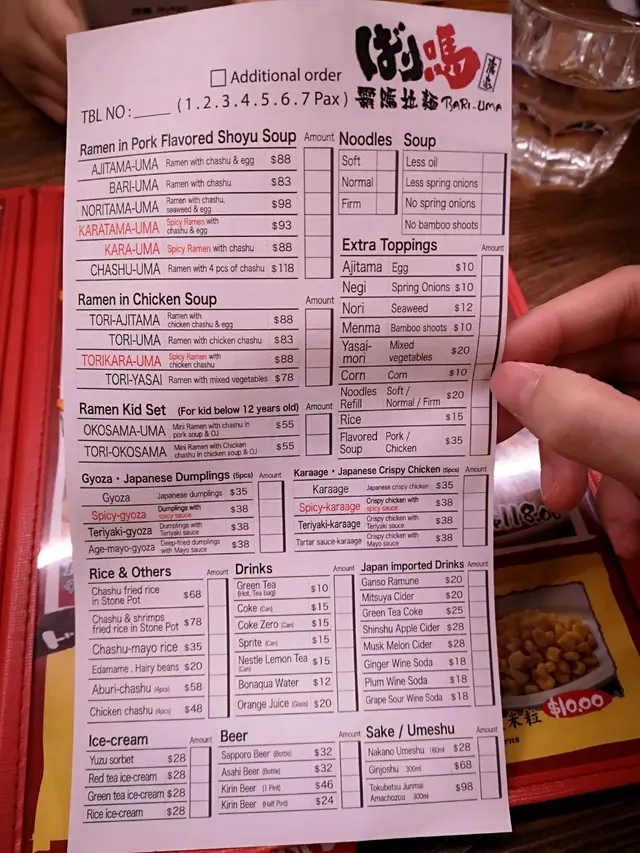 Additional order
ばり嗎
TBL NO : ____ ( 1 . 2 . 3 . 4 . 5 . 6 . 7 Pax )
霸嗎拉麵 BARI-UMA
Ramen in Pork Flavored Shoyu Soup Amount
AJITAMA-UMA Ramen with chashu & egg $88
BARI-UMA Ramen with chashu $83
NORITAMA-UMA Ramen with chashu, seaweed & egg $98
KARATAMA-UMA Spicy Ramen with chashu & egg $93
KARA-UMA Spicy Ramen with chashu $88
CHASHU-UMA Ramen with 4 pcs of chashu $118
Noodles
Soft
Normal
Firm
Soup
Less oil
Less spring onions
No spring onions
No bamboo shoots
Extra Toppings Amount
Ajitama Egg $10
Negi Spring Onions $10
Nori Seaweed $12
Menma Bamboo shoots $10
Yasai-mori Mixed vegetables $20
Corn Corn $10
Noodles Refill Soft / Normal / Firm $20
Rice $15
Flavored Soup Pork / Chicken $35
Ramen in Chicken Soup Amount
TORI-AJITAMA Ramen with chicken chashu & egg $88
TORI-UMA Ramen with chicken chashu $83
TORIKARA-UMA Spicy Ramen with chicken chashu $88
TORI-YASAI Ramen with mixed vegetables $78
Ramen Kid Set (For kid below 12 years old) Amount
OKOSAMA-UMA Mini Ramen with chashu in pork soup & OJ $55
TORI-OKOSAMA Mini Ramen with Chicken chashu in chicken soup & OJ $55
Gyoza・Japanese Dumplings (5pcs) Amount
Gyoza Japanese dumplings $35
Spicy-gyoza Dumplings with spicy sauce $38
Teriyaki-gyoza Dumplings with Teriyaki sauce $38
Age-mayo-gyoza Deep-fried dumplings with Mayo sauce $38
Karaage・Japanese Crispy Chicken (5pcs) Amount
Karaage Japanese crispy chicken $35
Spicy-karaage Crispy chicken with spicy sauce $38
Teriyaki-karaage Crispy chicken with Teriyaki sauce $38
Tartar sauce-karaage Crispy chicken with Mayo sauce $38
Rice & Others Amount
Chashu fried rice in Stone Pot $68
Chashu & shrimps fried rice in Stone Pot $78
Chashu-mayo rice $35
Edamame . Hairy beans $20
Aburi-chashu (4pcs) $58
Chicken chashu (4pcs) $48
Drinks Amount
Green Tea (Hot, Tea bag) $10
Coke (Can) $15
Coke Zero (Can) $15
Sprite (Can) $15
Nestle Lemon Tea (Can) $15
Bonaqua Water $12
Orange Juice (Glass) $20
Japan imported Drinks Amount
Ganso Ramune $20
Mitsuya Cider $20
Green Tea Coke $25
Shinshu Apple Cider $28
Musk Melon Cider $28
Ginger Wine Soda $18
Plum Wine Soda $18
Grape Sour Wine Soda $18
Ice-cream Amount
Yuzu sorbet $28
Red tea ice-cream $28
Green tea ice-cream $28
Rice ice-cream $28
Beer Amount
Sapporo Beer (Bottle) $32
Asahi Beer (Bottle) $32
Kirin Beer (1 Pint) $46
Kirin Beer (Half Pint) $24
Sake / Umeshu Amount
Nakano Umeshu 160ml $28
Ginjoshu 300ml $68
Tokubetsu Junmai Amachozou 300ml $98
$118.00
米粒
$10.00